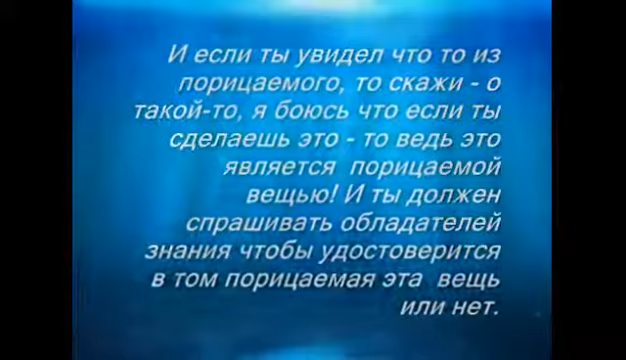 И если ты увидел что то из
порицаемого, то скажи - о
такой-то, я боюсь что если ты
сделаешь это - то ведь это
является порицаемой
вещью! И ты должен
спрашивать обладателей
знания чтобы удостоверится
в том порицаемая эта вещь
или нет.